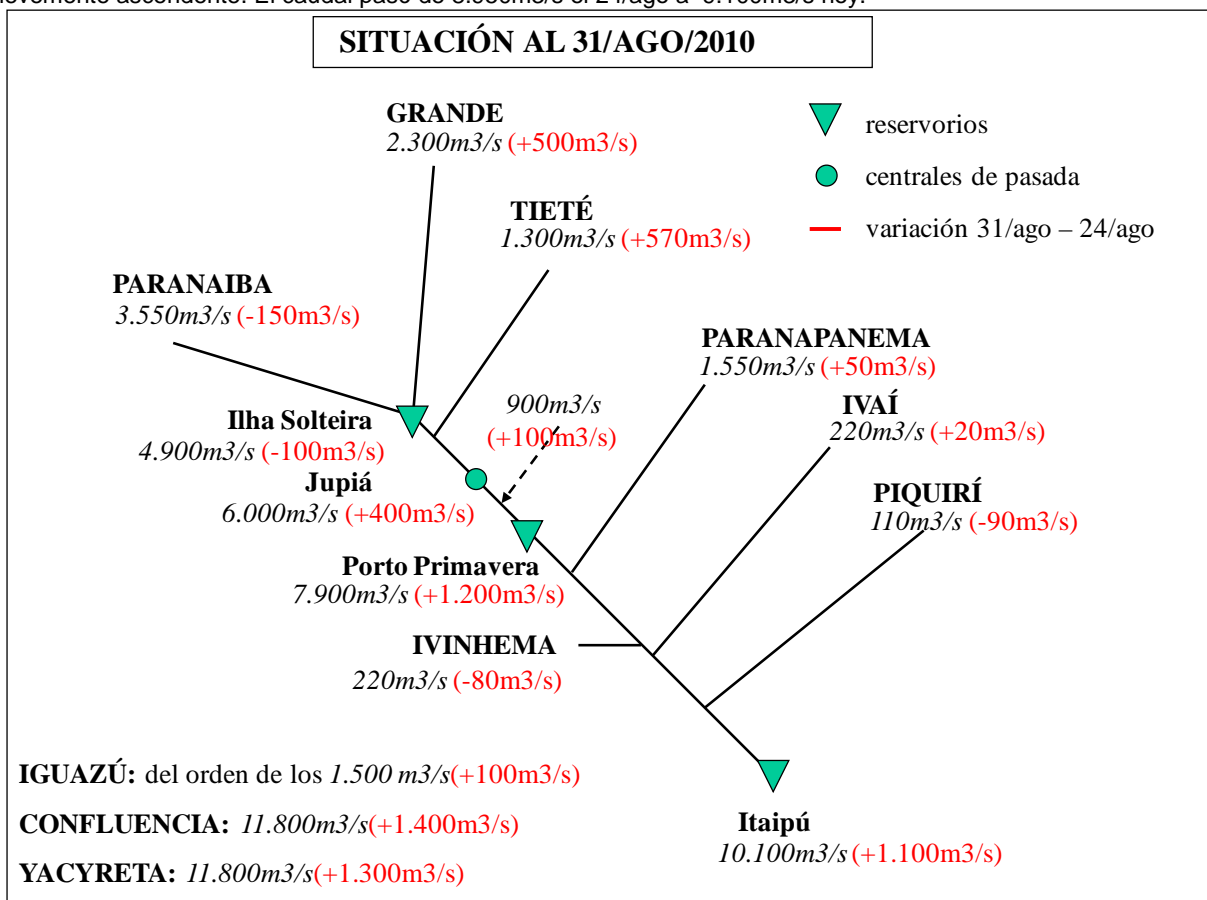 SITUACIÓN AL 31/AGO/2010
GRANDE
2.300m3/s (+500m3/s)
reservorios
centrales de pasada
variación 31/ago – 24/ago
TIETÉ
1.300m3/s (+570m3/s)
PARANAIBA
3.550m3/s (-150m3/s)
PARANAPANEMA
1.550m3/s (+50m3/s)
900m3/s
(+100m3/s)
IVAÍ
220m3/s (+20m3/s)
Ilha Solteira
4.900m3/s (-100m3/s)
Jupiá
6.000m3/s (+400m3/s)
PIQUIRÍ
110m3/s (-90m3/s)
Porto Primavera
7.900m3/s (+1.200m3/s)
IVINHEMA
220m3/s (-80m3/s)
IGUAZÚ: del orden de los 1.500 m3/s(+100m3/s)
CONFLUENCIA: 11.800m3/s(+1.400m3/s)
YACYRETA: 11.800m3/s(+1.300m3/s)
Itaipú
10.100m3/s (+1.100m3/s)